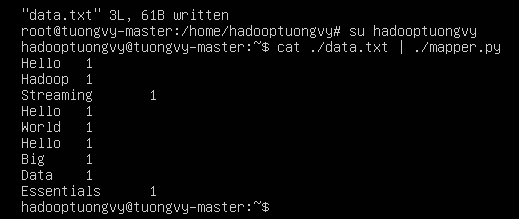 "data.txt" 3L, 61B written
root@tuongvy-master:/home/hadooptuongvy# su hadooptuongvy
hadooptuongvy@tuongvy-master:~$ cat ./data.txt | ./mapper.py
Hello   1
Hadoop  1
Streaming       1
Hello   1
World   1
Hello   1
Big     1
Data    1
Essentials      1
hadooptuongvy@tuongvy-master:~$